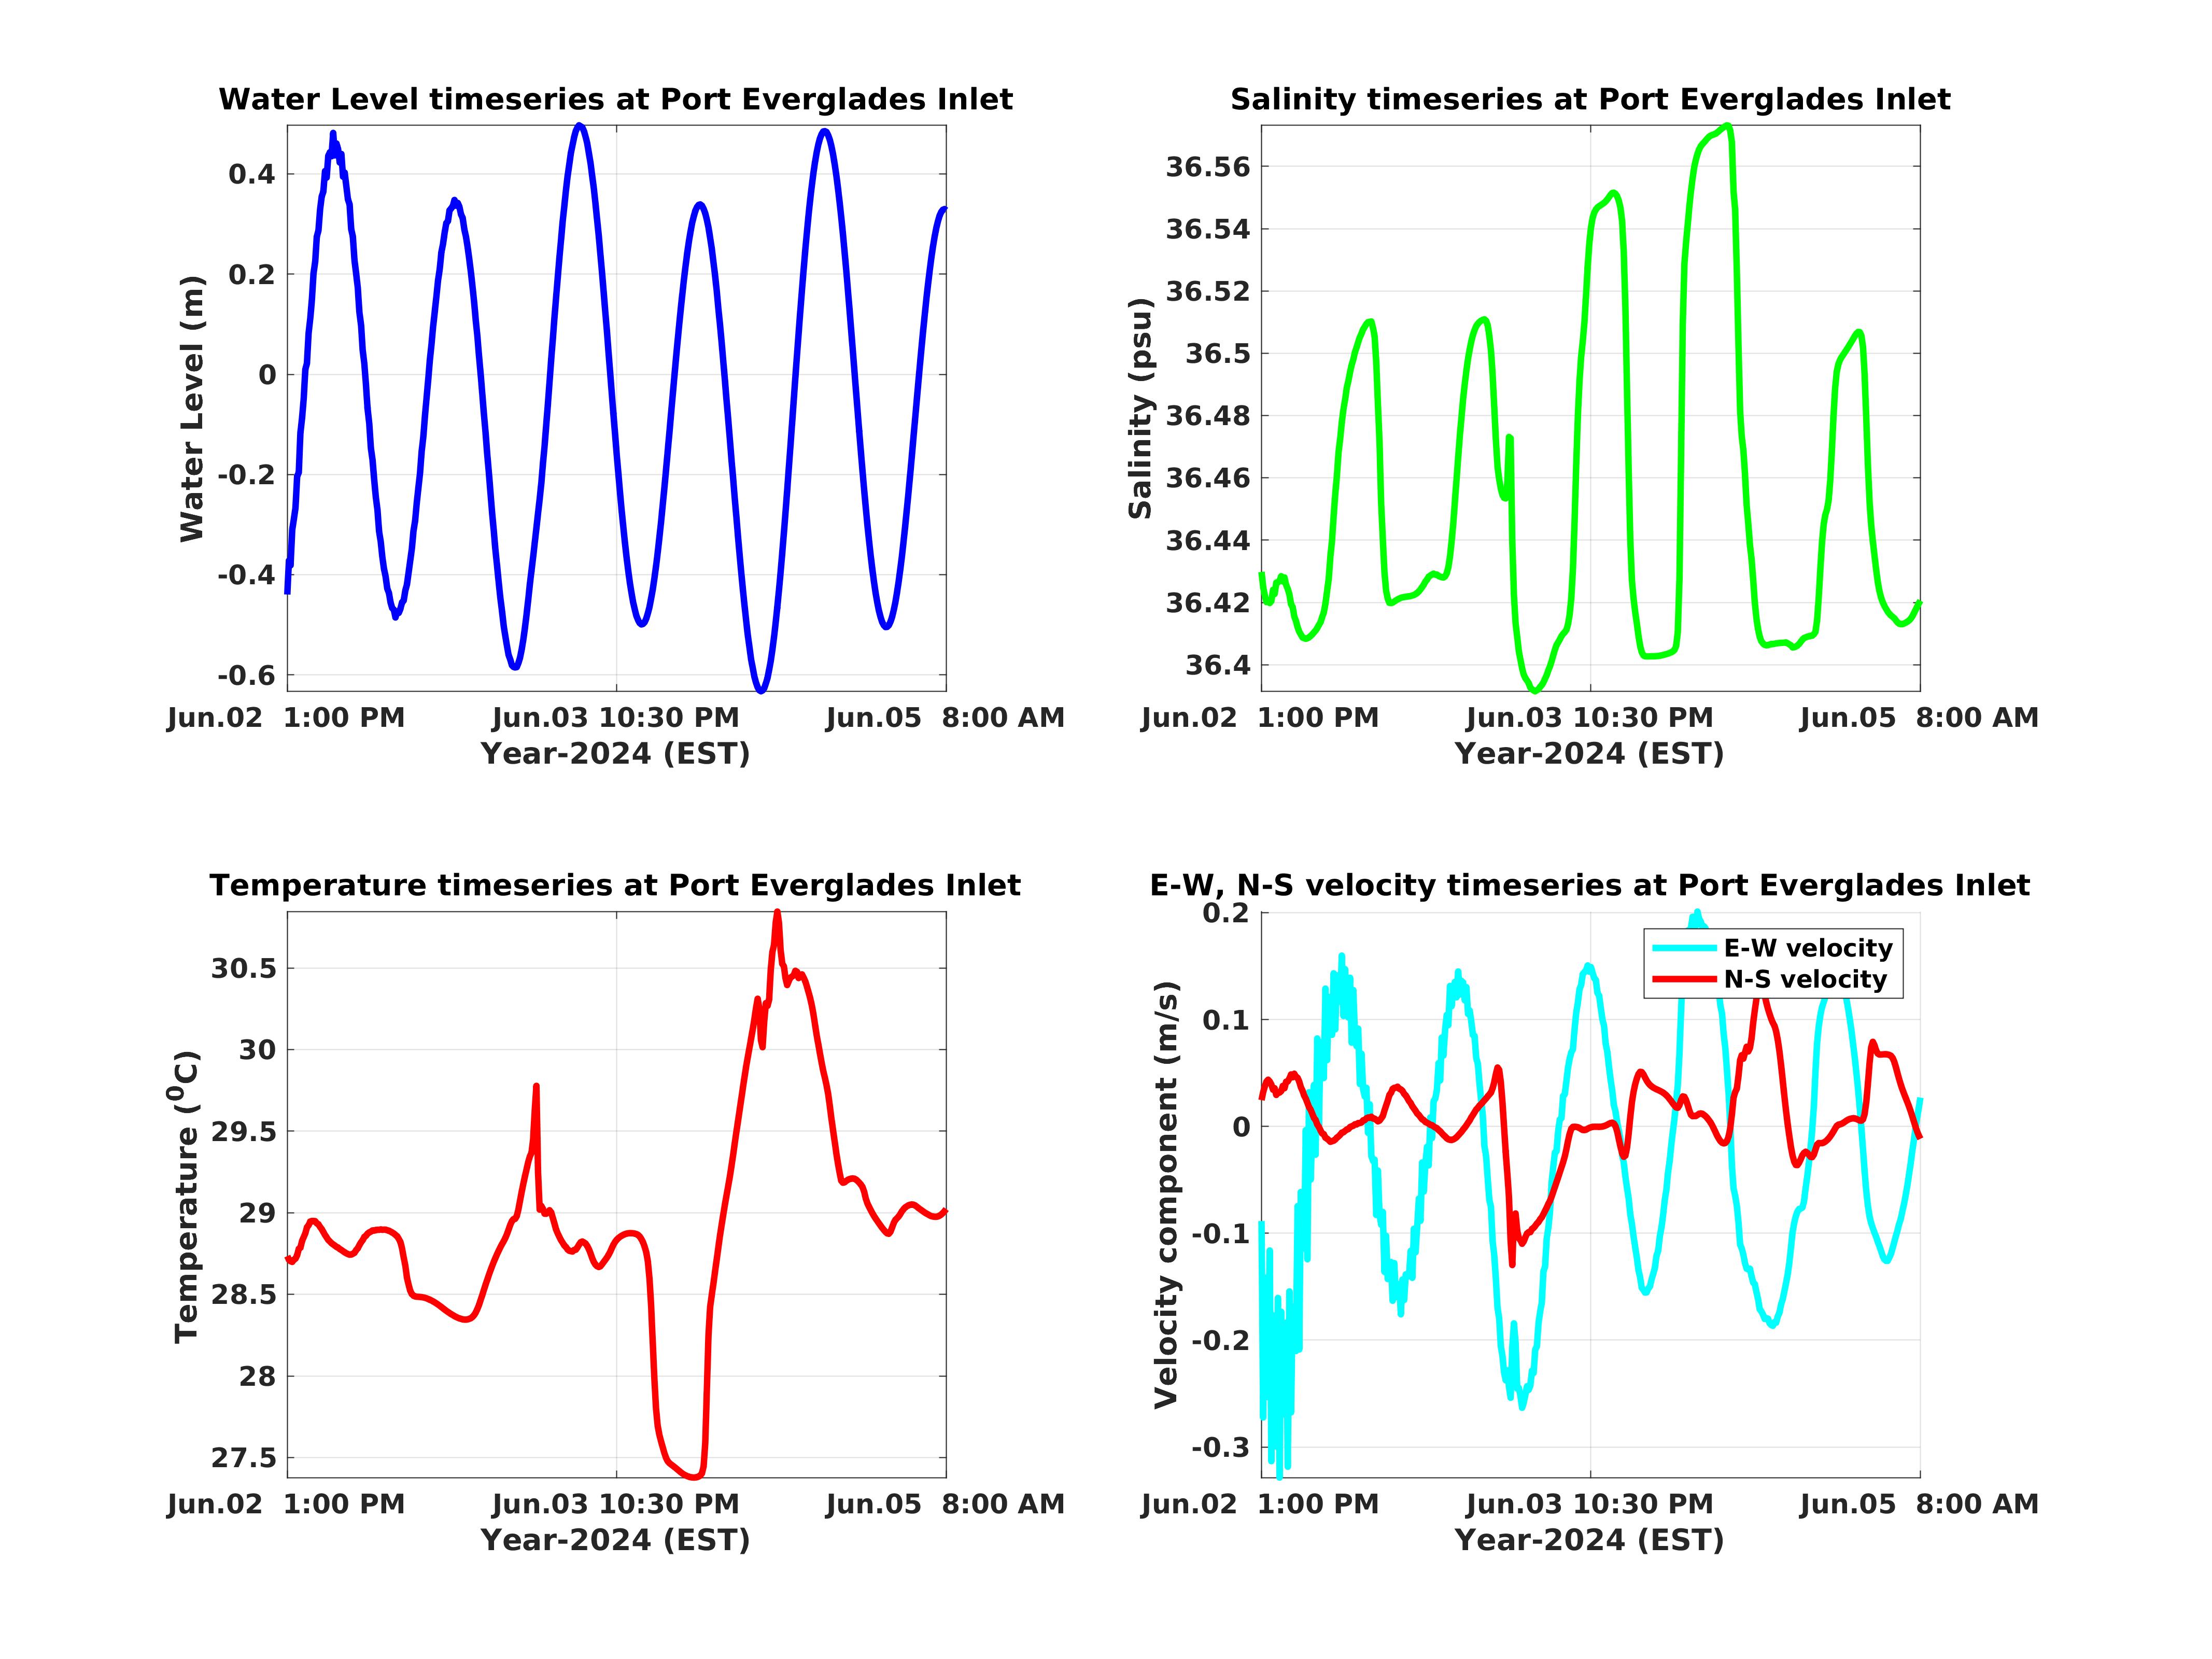 Water Level timeseries at Port Everglades Inlet
Water Level (m)
0.4
0.2
0
-0.2
-0.4
-0.6
Jun.02 1:00 PM
Jun.03 10:30 PM
Jun.05 8:00 AM
Year-2024 (EST)
Salinity timeseries at Port Everglades Inlet
Salinity (psu)
36.56
36.54
36.52
36.5
36.48
36.46
36.44
36.42
36.4
Jun.02 1:00 PM
Jun.03 10:30 PM
Jun.05 8:00 AM
Year-2024 (EST)
Temperature timeseries at Port Everglades Inlet
Temperature (⁰C)
30.5
30
29.5
29
28.5
28
27.5
Jun.02 1:00 PM
Jun.03 10:30 PM
Jun.05 8:00 AM
Year-2024 (EST)
E-W, N-S velocity timeseries at Port Everglades Inlet
Velocity component (m/s)
0.2
0.1
0
-0.1
-0.2
-0.3
E-W velocity
N-S velocity
Jun.02 1:00 PM
Jun.03 10:30 PM
Jun.05 8:00 AM
Year-2024 (EST)